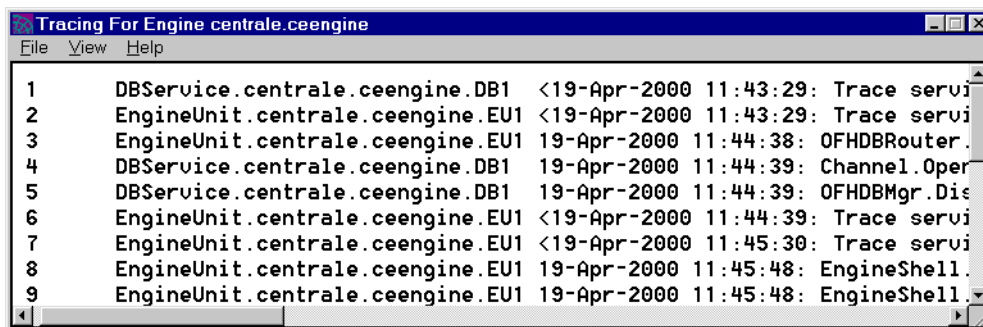 Tracing For Engine centrale.ceengine
File View Help
1 DBService.centrale.ceengine.DB1 <19-Apr-2000 11:43:29: Trace servi
2 EngineUnit.centrale.ceengine.EU1 <19-Apr-2000 11:43:29: Trace servi
3 EngineUnit.centrale.ceengine.EU1 19-Apr-2000 11:44:38: OFHDBRouter.
4 DBService.centrale.ceengine.DB1 19-Apr-2000 11:44:39: Channel.Oper
5 DBService.centrale.ceengine.DB1 19-Apr-2000 11:44:39: OFHDBMgr.Dis
6 EngineUnit.centrale.ceengine.EU1 <19-Apr-2000 11:44:39: Trace servi
7 EngineUnit.centrale.ceengine.EU1 <19-Apr-2000 11:45:30: Trace servi
8 EngineUnit.centrale.ceengine.EU1 19-Apr-2000 11:45:48: EngineShell.
9 EngineUnit.centrale.ceengine.EU1 19-Apr-2000 11:45:48: EngineShell.